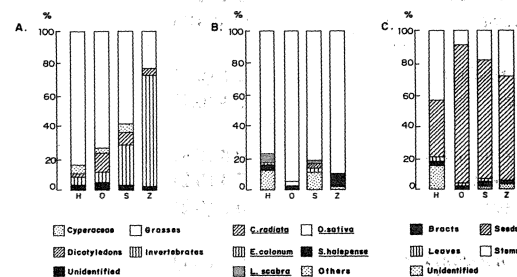 %
%
%
A.
B.
C.
100
100
100
80
80
80
60
60
60
40
40
40
20
20
20
0
0
0
H O S Z
H O S Z
H O S Z
Cyperaceae Grasses
Dicotyledons Invertebrates
Unidentified
C.radiata O.sativa
E.colonum S.halepense
L. scabra Others
Bracts Seeds
Leaves Stems
Unidentified